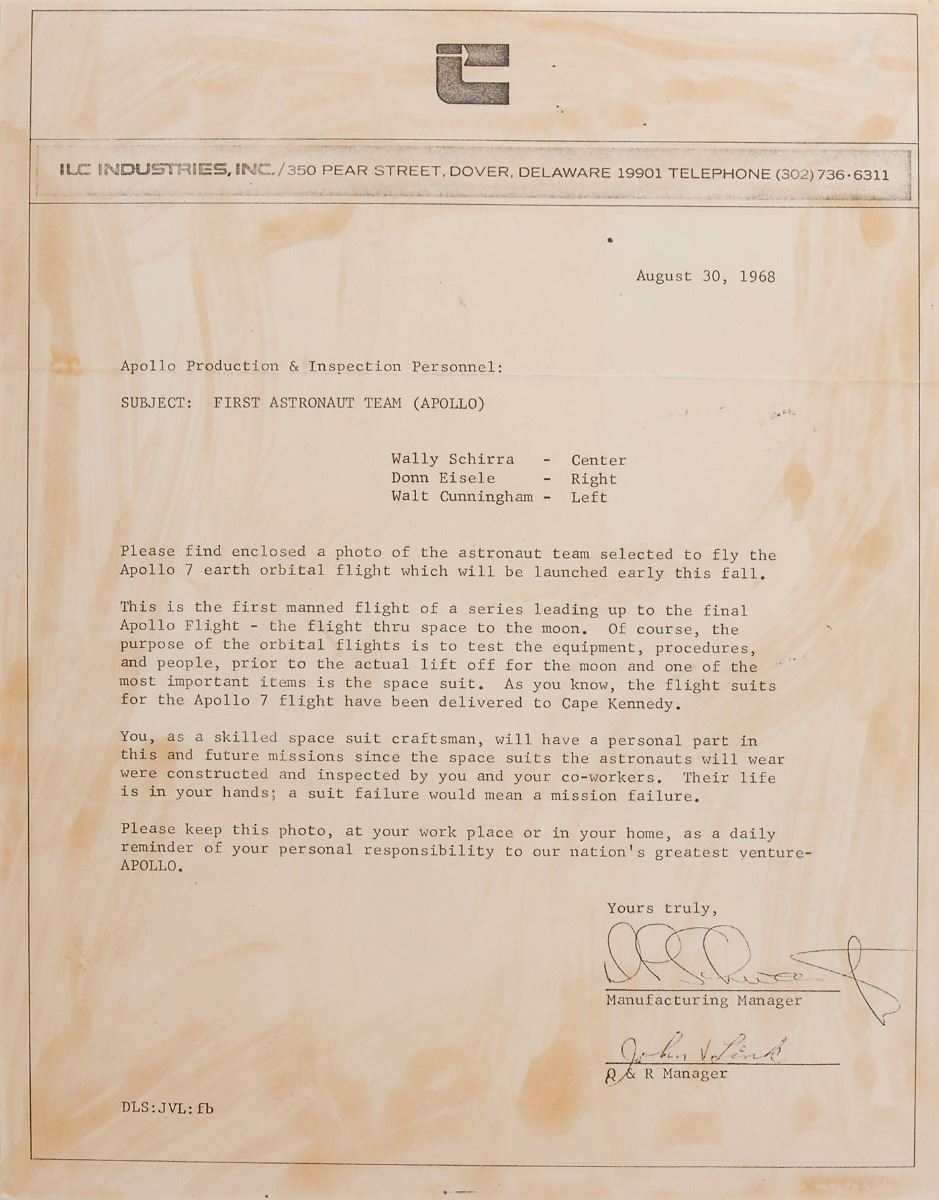 ILC INDUSTRIES, INC./350 PEAR STREET, DOVER, DELAWARE 19901 TELEPHONE (302) 736·6311
August 30, 1968
Apollo Production & Inspection Personnel:
SUBJECT: FIRST ASTRONAUT TEAM (APOLLO)
Wally Schirra - Center
Donn Eisele - Right
Walt Cunningham - Left
Please find enclosed a photo of the astronaut team selected to fly the
Apollo 7 earth orbital flight which will be launched early this fall.
This is the first manned flight of a series leading up to the final
Apollo Flight - the flight thru space to the moon. Of course, the
purpose of the orbital flights is to test the equipment, procedures,
and people, prior to the actual lift off for the moon and one of the
most important items is the space suit. As you know, the flight suits
for the Apollo 7 flight have been delivered to Cape Kennedy.
You, as a skilled space suit craftsman, will have a personal part in
this and future missions since the space suits the astronauts will wear
were constructed and inspected by you and your co-workers. Their life
is in your hands; a suit failure would mean a mission failure.
Please keep this photo, at your work place or in your home, as a daily
reminder of your personal responsibility to our nation's greatest venture-
APOLLO.
Yours truly,
Manufacturing Manager
John V Link
Q & R Manager
DLS:JVL:fb